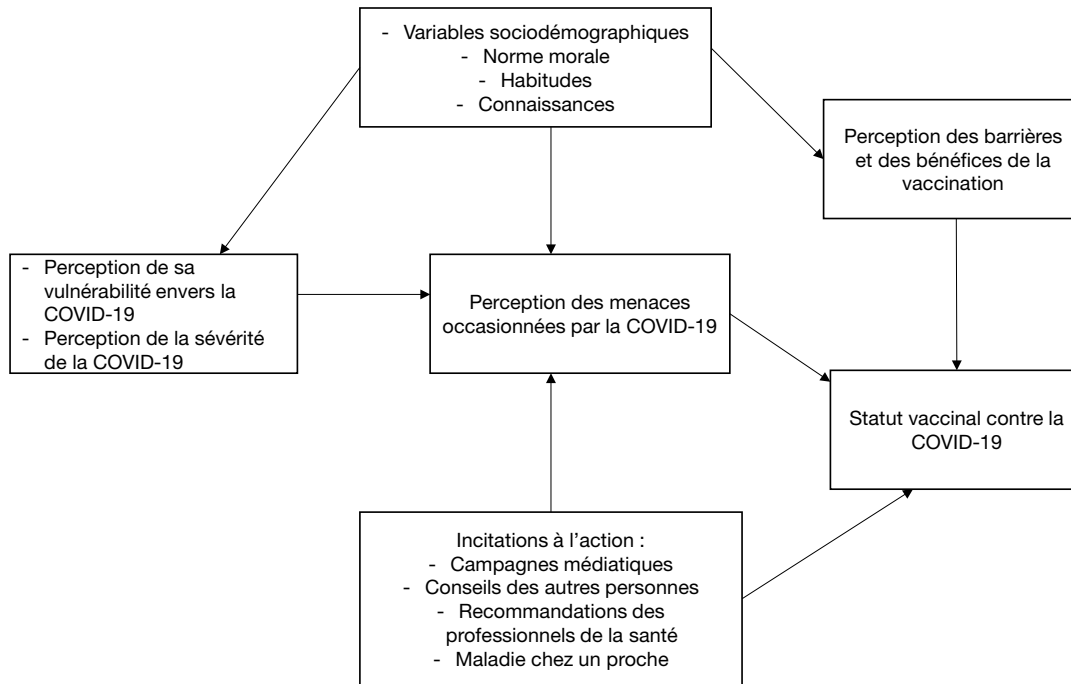 - Variables sociodémographiques
- Norme morale
- Habitudes
- Connaissances
Perception des barrières
et des bénéfices de la
vaccination
- Perception de sa
vulnérabilité envers la
COVID-19
- Perception de la sévérité
de la COVID-19
Perception des menaces
occasionnées par la COVID-19
Statut vaccinal contre la
COVID-19
Incitations à l’action :
- Campagnes médiatiques
- Conseils des autres personnes
- Recommandations des
professionnels de la santé
- Maladie chez un proche